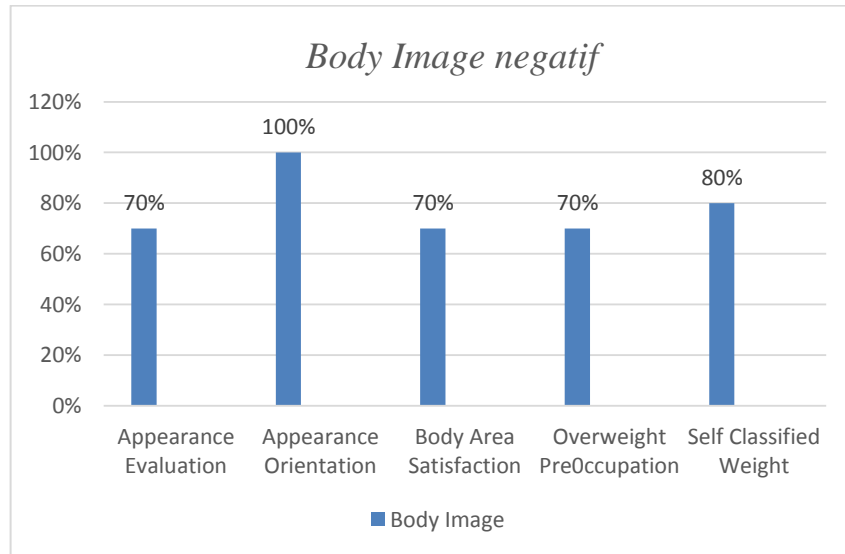 Body Image negatif
120%
100%
80%
60%
40%
20%
0%
70%
100%
70%
70%
80%
Appearance
Evaluation
Appearance
Orientation
Body Area
Satisfaction
Overweight
Pre0ccupation
Self Classified
Weight
Body Image